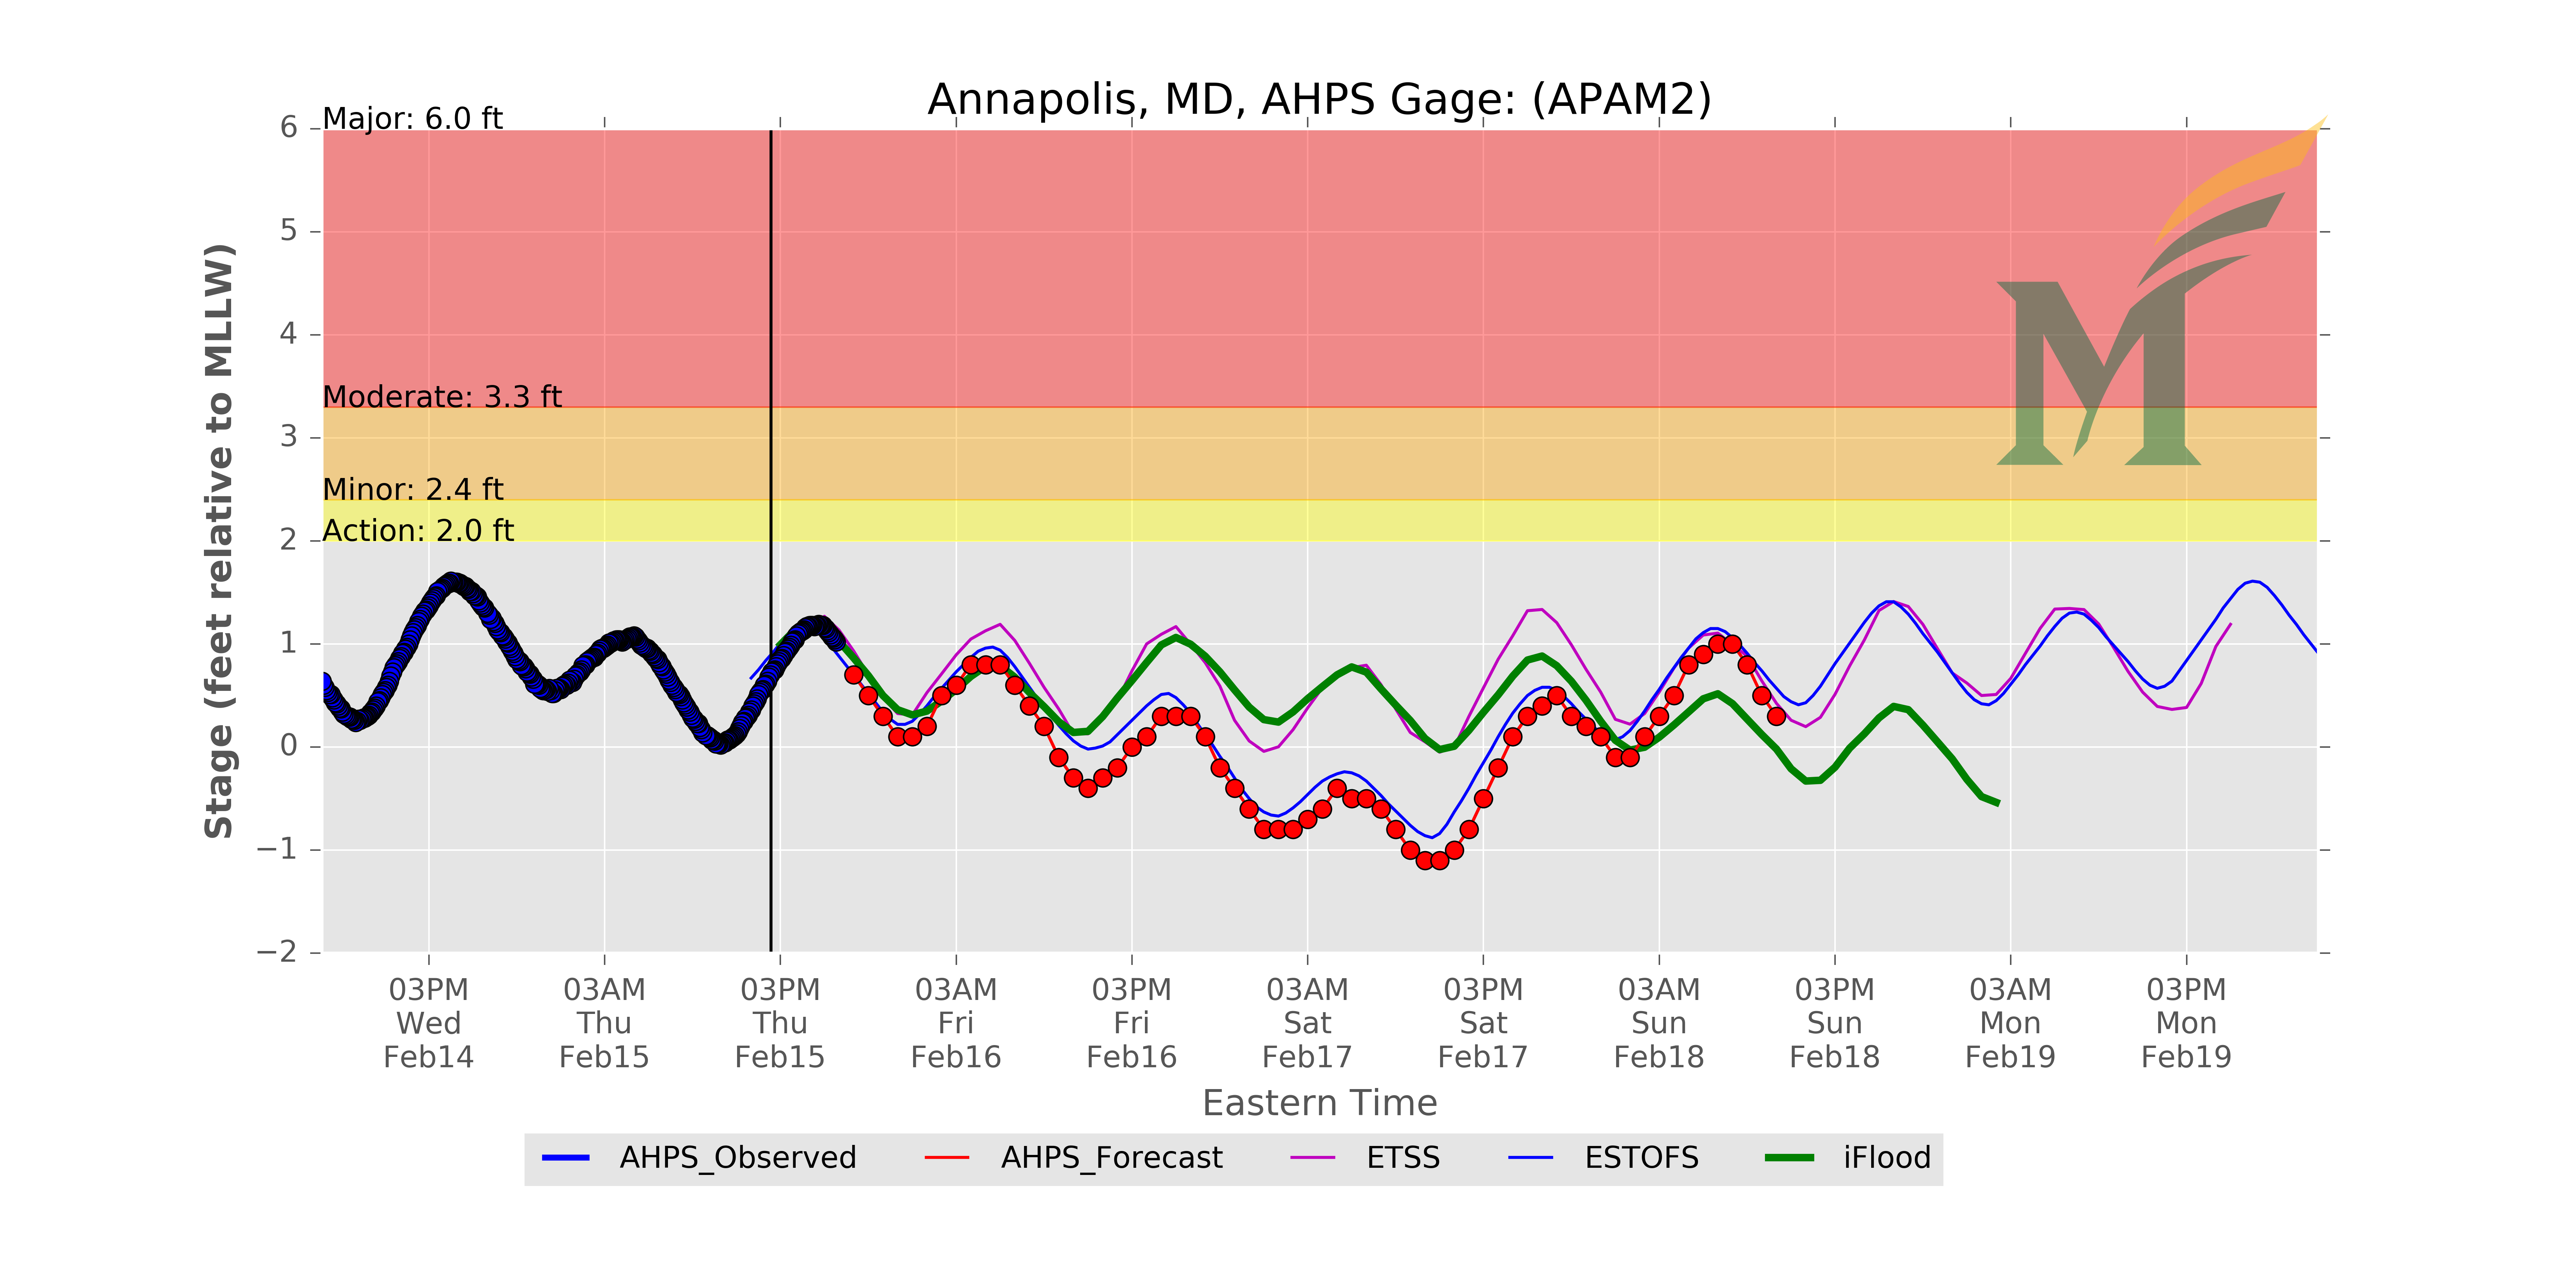 Annapolis, MD, AHPS Gage: (APAM2)
Major: 6.0 ft
Moderate: 3.3 ft
Minor: 2.4 ft
Action: 2.0 ft
Stage (feet relative to MLLW)
6
5
4
3
2
1
0
−1
−2
03PM Wed Feb14
03AM Thu Feb15
03PM Thu Feb15
03AM Fri Feb16
03PM Fri Feb16
03AM Sat Feb17
03PM Sat Feb17
03AM Sun Feb18
03PM Sun Feb18
03AM Mon Feb19
03PM Mon Feb19
Eastern Time
AHPS_Observed AHPS_Forecast ETSS ESTOFS iFlood
M